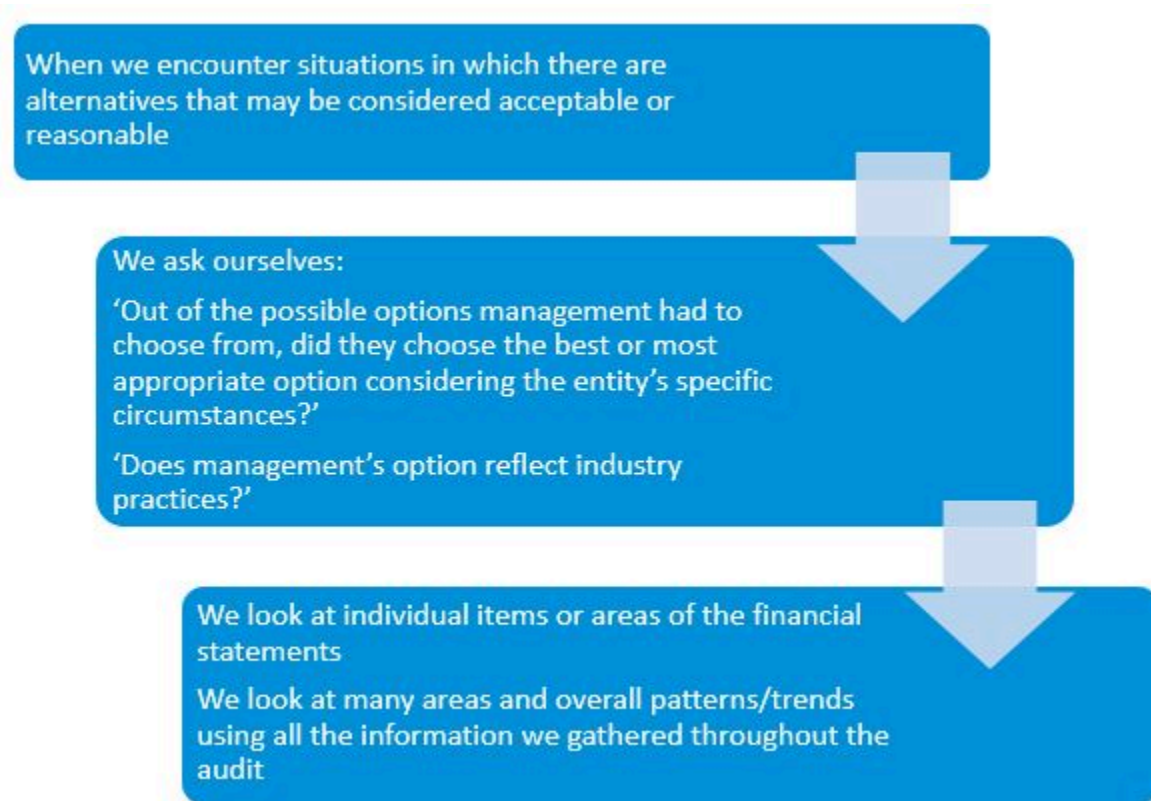 When we encounter situations in which there are
alternatives that may be considered acceptable or
reasonable
We ask ourselves:
‘Out of the possible options management had to
choose from, did they choose the best or most
appropriate option considering the entity’s specific
circumstances?’
‘Does management’s option reflect industry
practices?’
We look at individual items or areas of the financial
statements
We look at many areas and overall patterns/trends
using all the information we gathered throughout the
audit